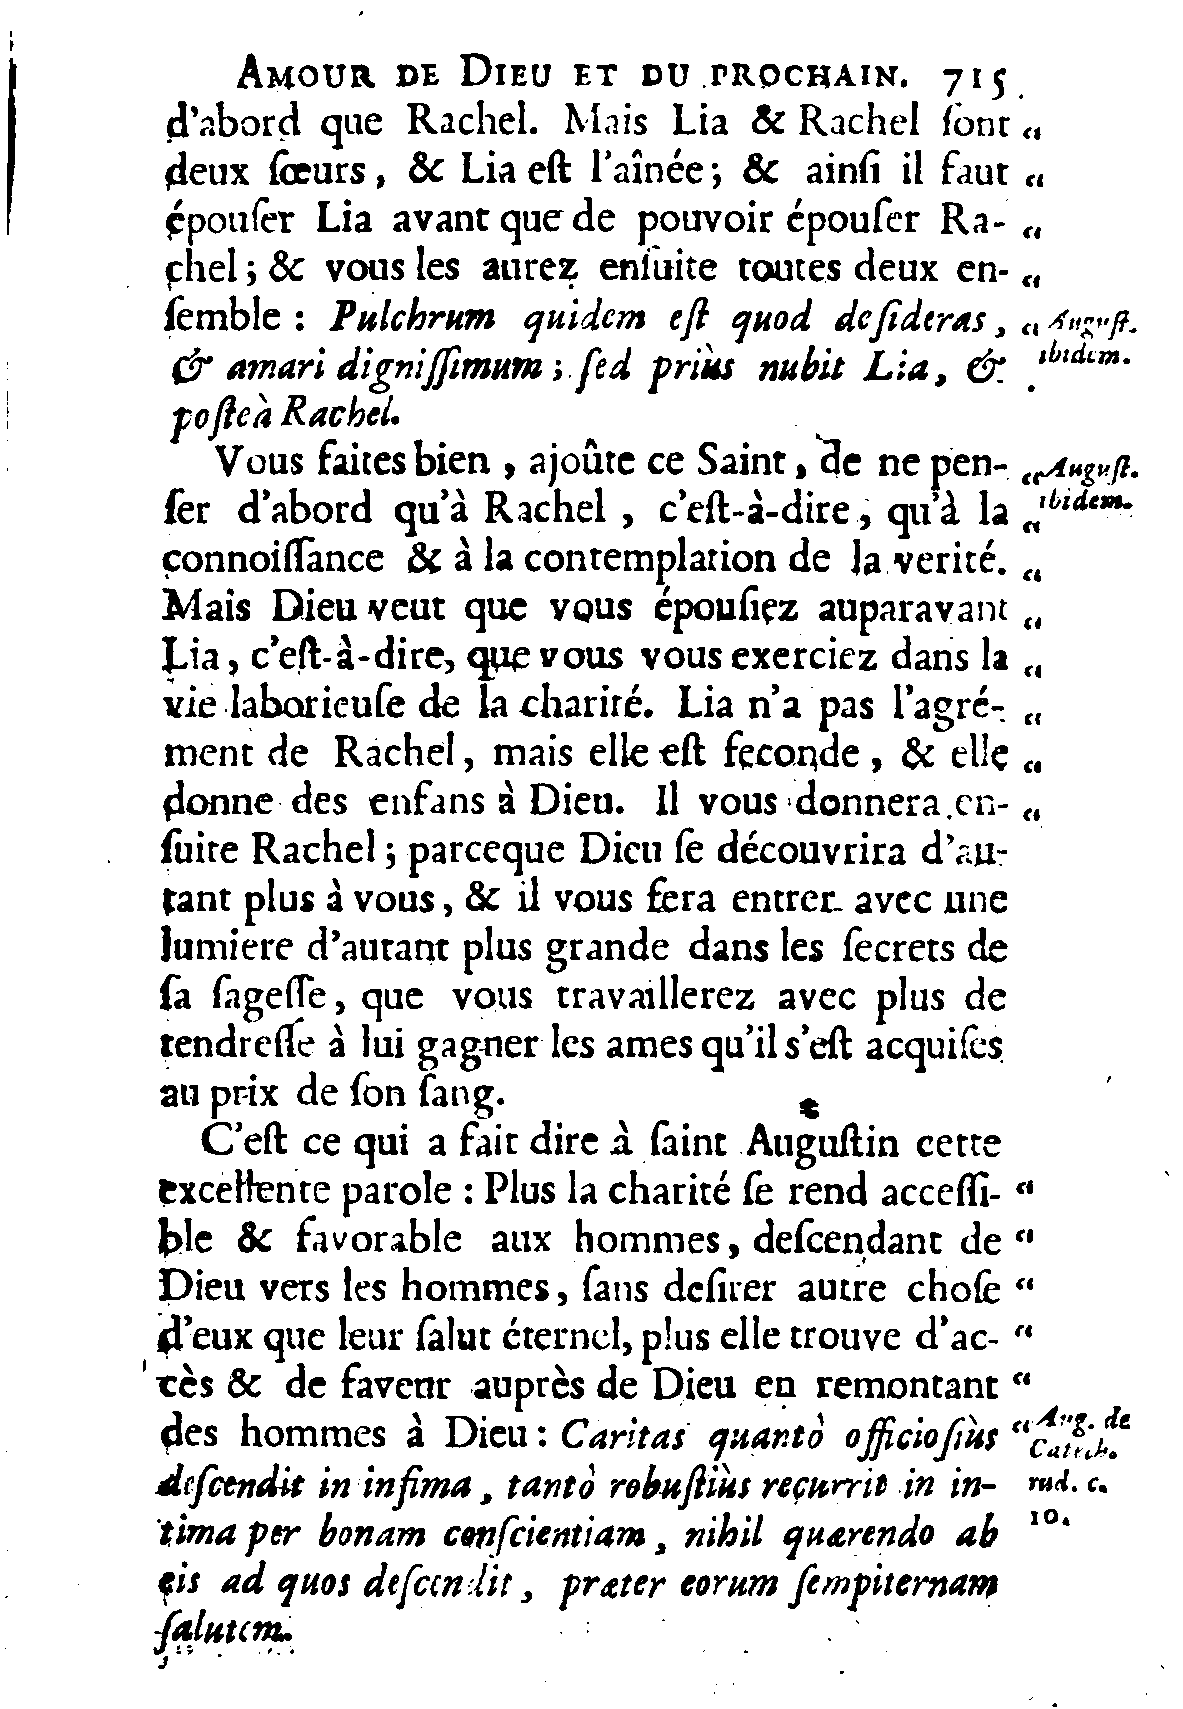 AMOUR DE DIEU ET DU PROCHAIN. 715
d'abord que Rachel. Mais Lia & Rachel ſont „
deux ſœurs, & Lia eſt l'aînée; & ainſi il faut „
épouſer Lia avant que de pouvoir épouſer Ra- „
chel; & vous les aurez enſuite toutes deux en- „
ſemble : Pulchrum quidem eſt quod deſideras, „ Auguſt.
& amari digniſſimum; ſed priùs nubit Lia, & ibidem.
poſteà Rachel.
Vous faites bien, ajoûte ce Saint, de ne pen- „ Auguſt.
ſer d'abord qu'à Rachel, c'eſt-à-dire, qu'à la „ ibidem.
connoiſſance & à la contemplation de la verité. „
Mais Dieu veut que vous épouſiez auparavant „
Lia, c'eſt-à-dire, que vous vous exerciez dans la „
vie laborieuſe de la charité. Lia n'a pas l'agré- „
ment de Rachel, mais elle eſt feconde, & elle „
donne des enfans à Dieu. Il vous donnera en- „
ſuite Rachel; parceque Dieu ſe découvrira d'au-
tant plus à vous, & il vous fera entrer avec une
lumiere d'autant plus grande dans les ſecrets de
ſa ſageſſe, que vous travaillerez avec plus de
tendreſſe à lui gagner les ames qu'il s'eſt acquiſes
au prix de ſon ſang.
C'eſt ce qui a fait dire à ſaint Auguſtin cette
excellente parole : Plus la charité ſe rend acceſſi- "
ble & favorable aux hommes, deſcendant de "
Dieu vers les hommes, ſans deſirer autre choſe "
d'eux que leur ſalut éternel, plus elle trouve d'ac- "
cès & de faveur auprès de Dieu en remontant "
des hommes à Dieu : Caritas quantò officioſiùs " Aug. de
deſcendit in infima, tantò robuſtiùs recurrit in in- Catech.
tima per bonam conſcientiam, nihil quærendo ab rud. c.
eis ad quos deſcendit, præter eorum ſempiternam 10.
ſalutem.